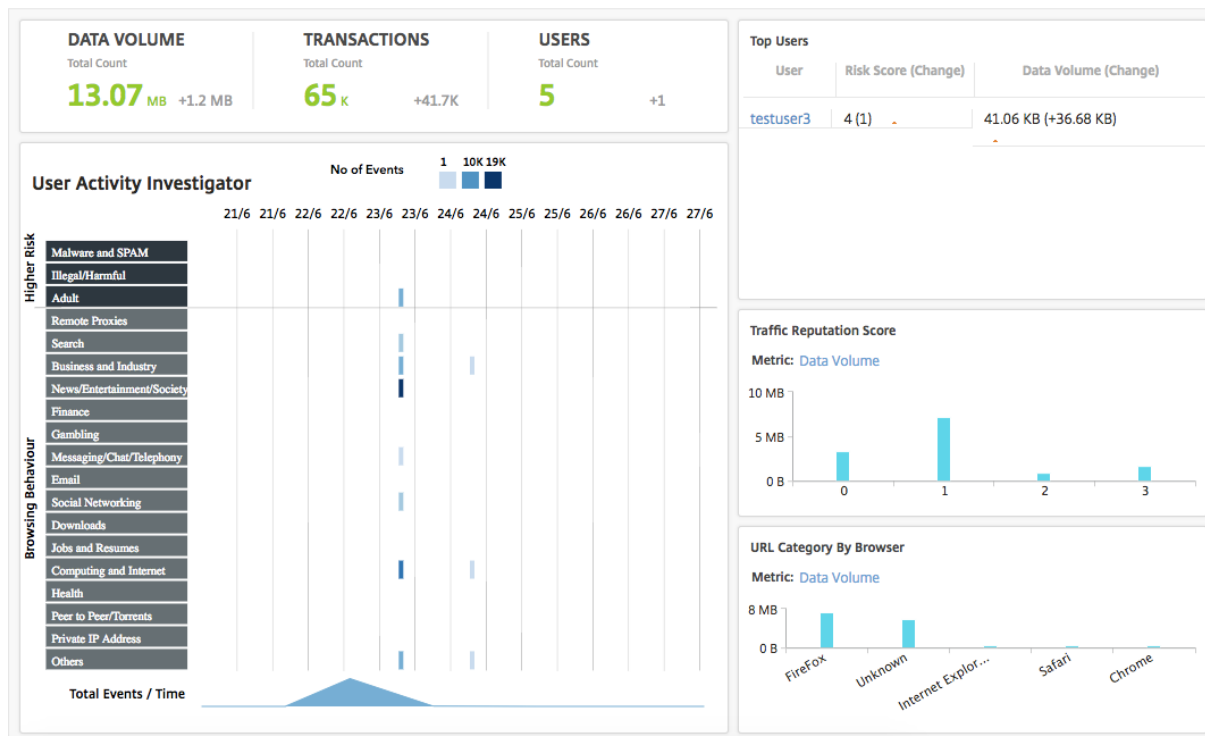 DATA VOLUME
Total Count
13.07 MB +1.2 MB
TRANSACTIONS
Total Count
65 K +41.7K
USERS
Total Count
5 +1
User Activity Investigator
No of Events
1 10K 19K
21/6 21/6 22/6 22/6 23/6 23/6 24/6 24/6 25/6 25/6 26/6 26/6 27/6 27/6
Higher Risk
Malware and SPAM
Illegal/Harmful
Adult
Browsing Behaviour
Remote Proxies
Search
Business and Industry
News/Entertainment/Society
Finance
Gambling
Messaging/Chat/Telephony
Email
Social Networking
Downloads
Jobs and Resumes
Computing and Internet
Health
Peer to Peer/Torrents
Private IP Address
Others
Total Events / Time
Top Users
User Risk Score (Change) Data Volume (Change)
testuser3 4 (1) 41.06 KB (+36.68 KB)
Traffic Reputation Score
Metric: Data Volume
10 MB
5 MB
0 B
0 1 2 3
URL Category By Browser
Metric: Data Volume
8 MB
0 B
FireFox Unknown Internet Explor... Safari Chrome